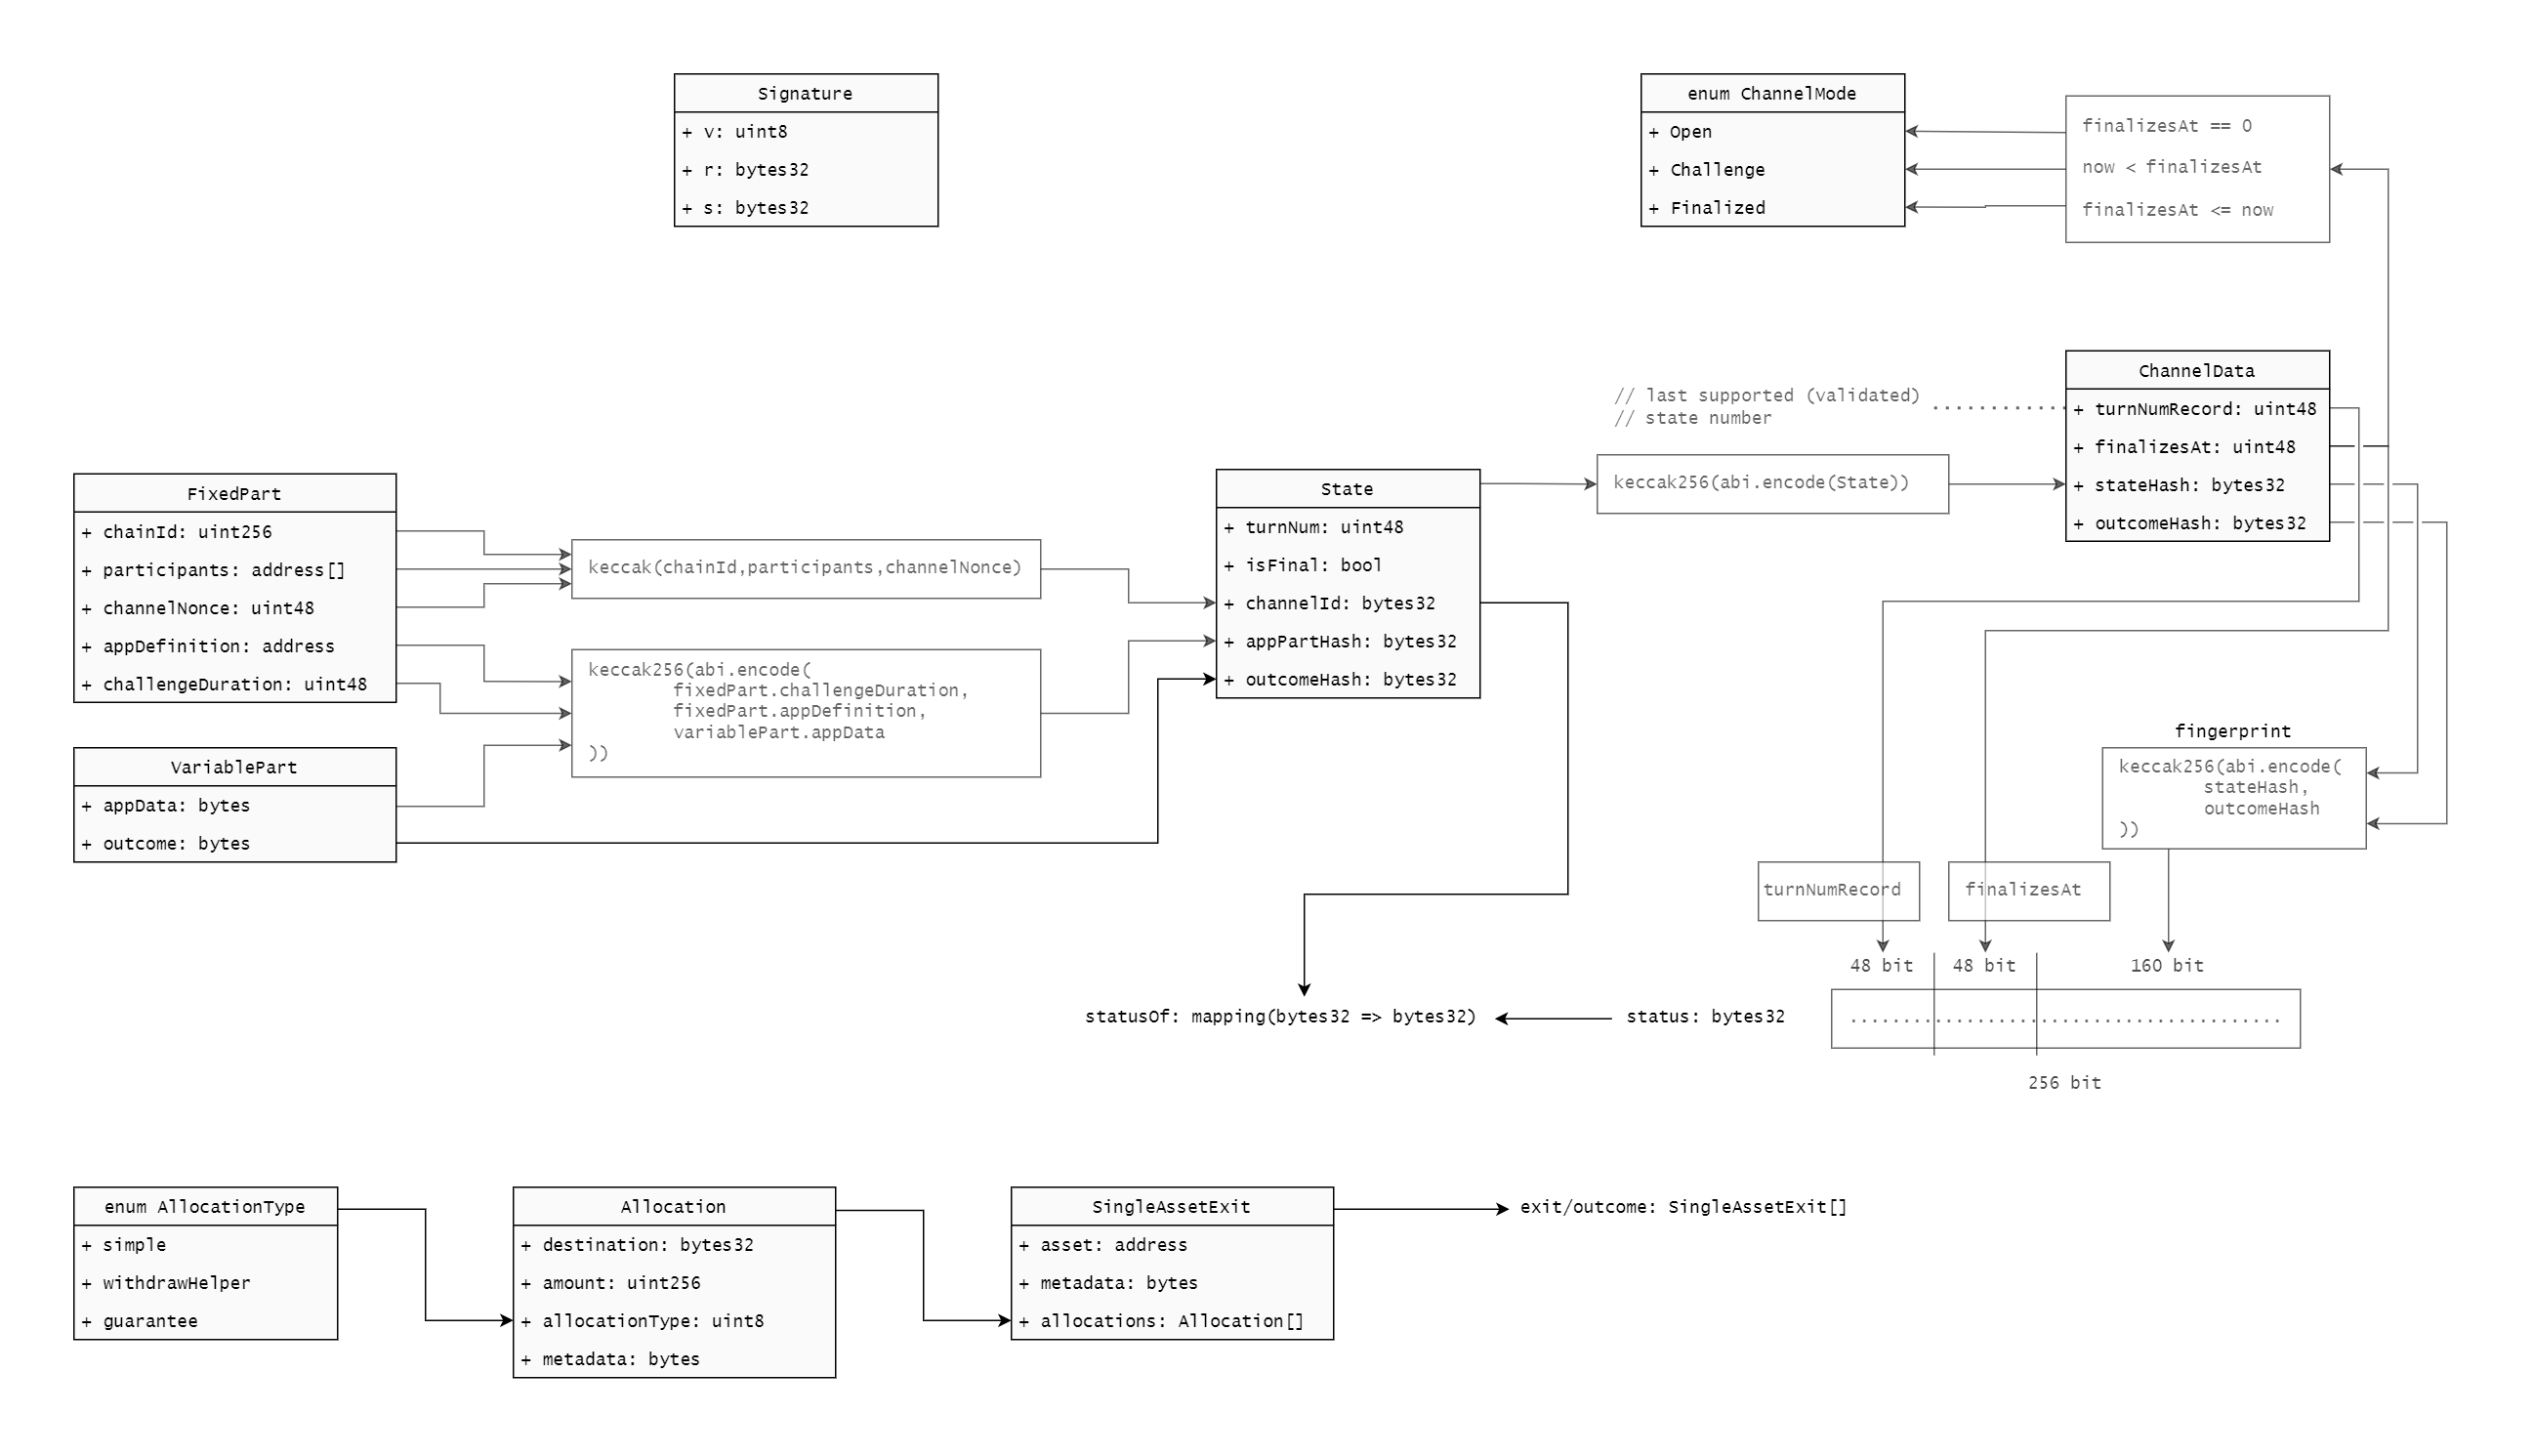 Signature
+ v: uint8
+ r: bytes32
+ s: bytes32
enum ChannelMode
+ Open
+ Challenge
+ Finalized
finalizesAt == 0
now < finalizesAt
finalizesAt <= now
// last supported (validated)
// state number
ChannelData
+ turnNumRecord: uint48
+ finalizesAt: uint48
+ stateHash: bytes32
+ outcomeHash: bytes32
keccak256(abi.encode(State))
FixedPart
+ chainId: uint256
+ participants: address[]
+ channelNonce: uint48
+ appDefinition: address
+ challengeDuration: uint48
keccak(chainId,participants,channelNonce)
keccak256(abi.encode(
fixedPart.challengeDuration,
fixedPart.appDefinition,
variablePart.appData
))
State
+ turnNum: uint48
+ isFinal: bool
+ channelId: bytes32
+ appPartHash: bytes32
+ outcomeHash: bytes32
VariablePart
+ appData: bytes
+ outcome: bytes
fingerprint
keccak256(abi.encode(
stateHash,
outcomeHash
))
turnNumRecord
finalizesAt
48 bit
48 bit
160 bit
statusOf: mapping(bytes32 => bytes32)
status: bytes32
.........................................
256 bit
enum AllocationType
+ simple
+ withdrawHelper
+ guarantee
Allocation
+ destination: bytes32
+ amount: uint256
+ allocationType: uint8
+ metadata: bytes
SingleAssetExit
+ asset: address
+ metadata: bytes
+ allocations: Allocation[]
exit/outcome: SingleAssetExit[]